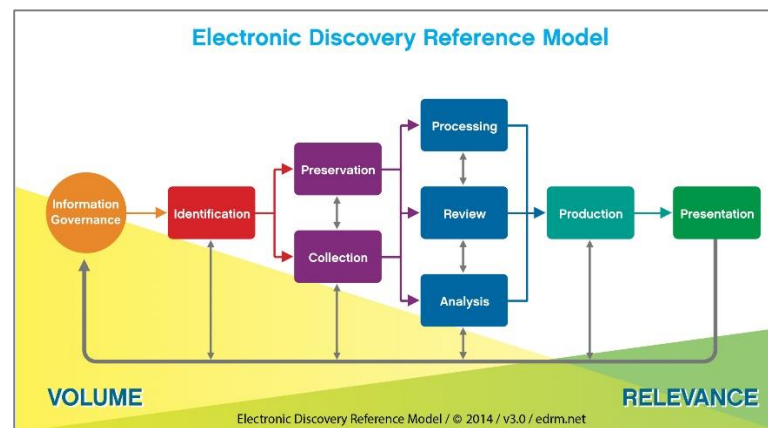 Electronic Discovery Reference Model
Processing
Preservation
Information
Governance
Identification
Review
Production
Presentation
Collection
Analysis
VOLUME
RELEVANCE
Electronic Discovery Reference Model / © 2014 / v3.0 / edrm.net